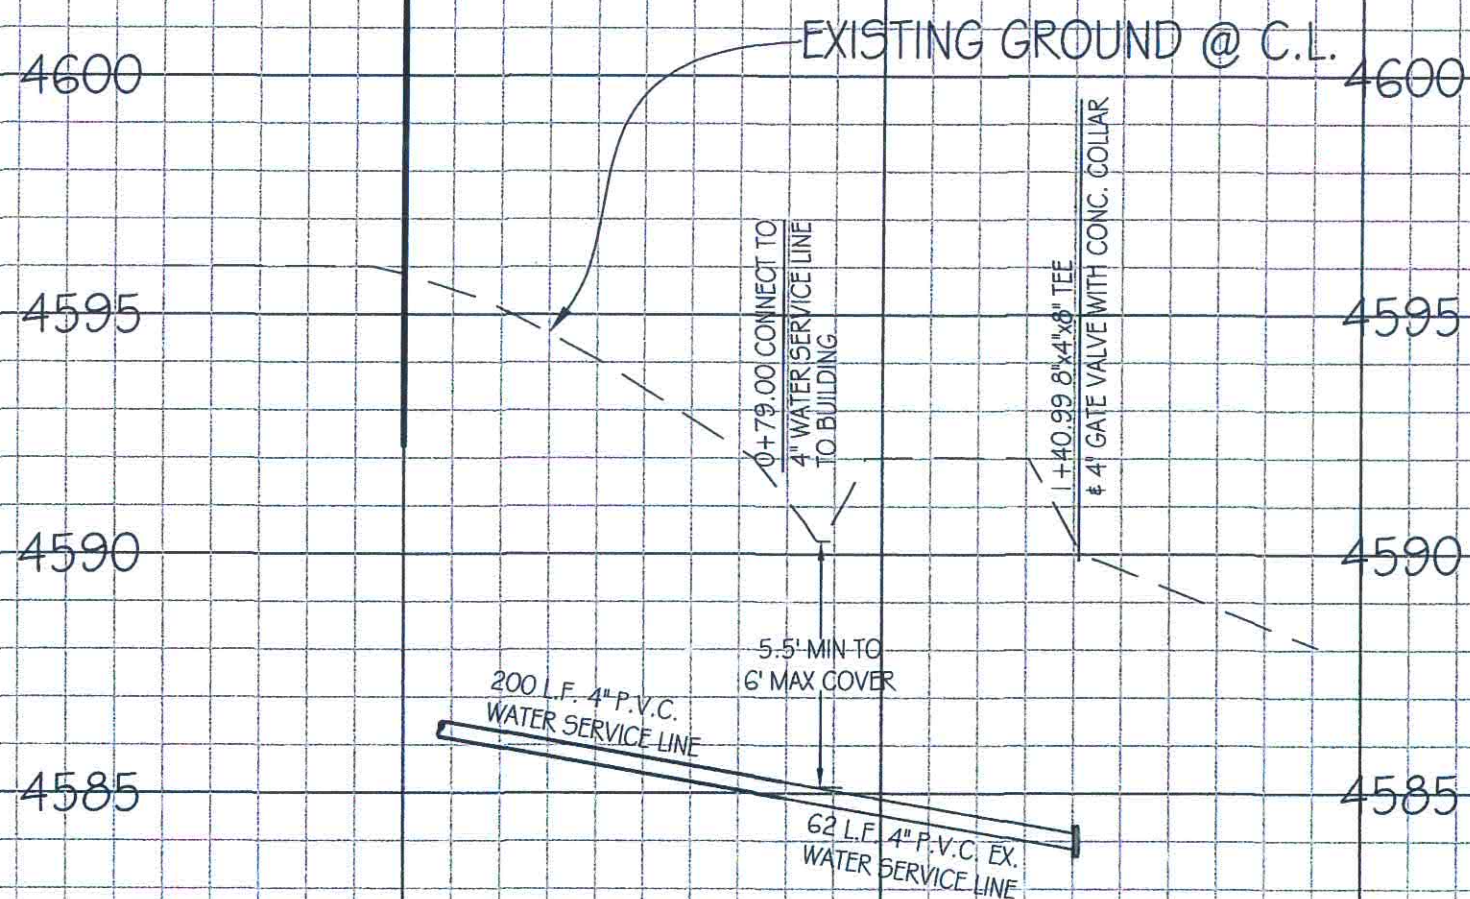 EXISTING GROUND @ C.L.
4600
4600
4595
4595
4590
4590
4585
4585
0+79.00 CONNECT TO
4" WATER SERVICE LINE
TO BUILDING
1+40.99 8"x4"x8" TEE
& 4" GATE VALVE WITH CONC. COLLAR
5.5' MIN TO
6' MAX COVER
200 L.F. 4" P.V.C.
WATER SERVICE LINE
62 L.F. 4" P.V.C. EX.
WATER SERVICE LINE